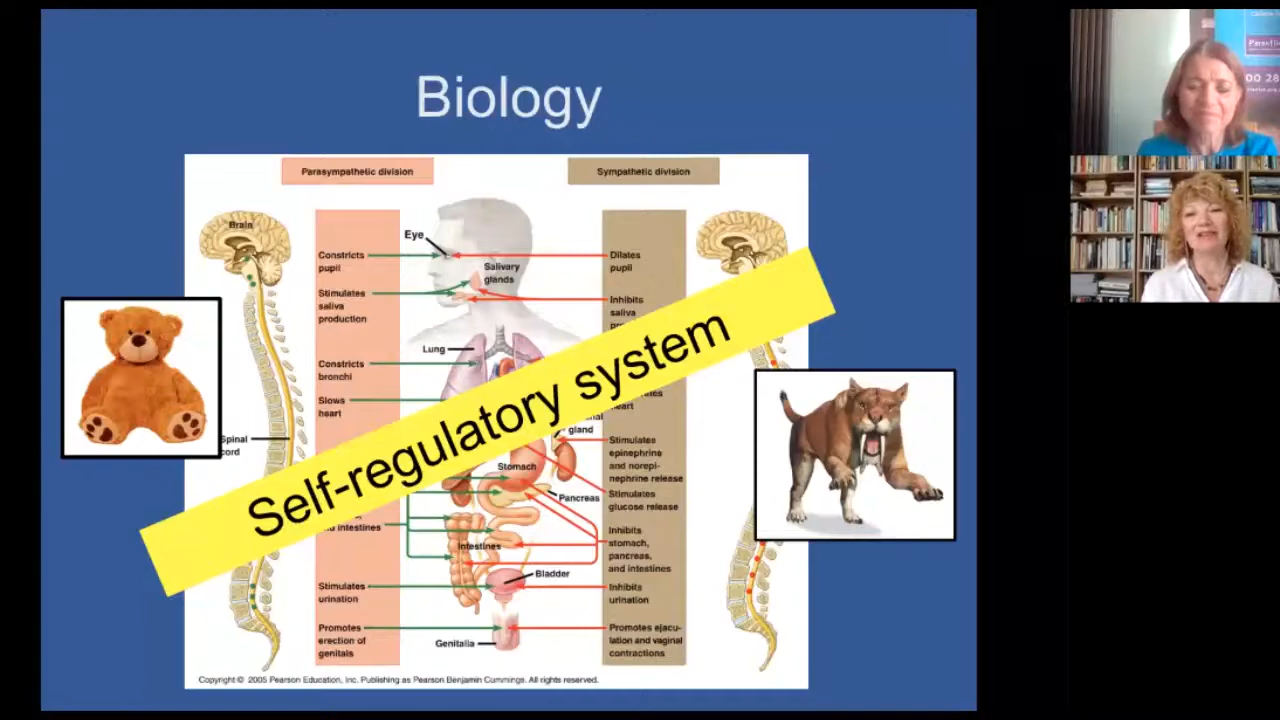 Biology
Parasympathetic division
Sympathetic division
Brain
Eye
Constricts
pupil
Dilates
pupil
Salivary
glands
Stimulates
saliva
production
Inhibits
saliva
Lung
Constricts
bronchi
Slows
heart
heart
gland
Spinal
cord
Stimulates
epinephrine
and norepi-
nephrine release
Stomach
Pancreas
Stimulates
glucose release
Self-regulatory system
and intestines
Intestines
Inhibits
stomach,
pancreas,
and intestines
Bladder
Stimulates
urination
Inhibits
urination
Promotes
erection of
genitals
Genitalia
Promotes ejacu-
lation and vaginal
contractions
Copyright © 2005 Pearson Education, Inc. Publishing as Pearson Benjamin Cummings. All rights reserved.
00 28